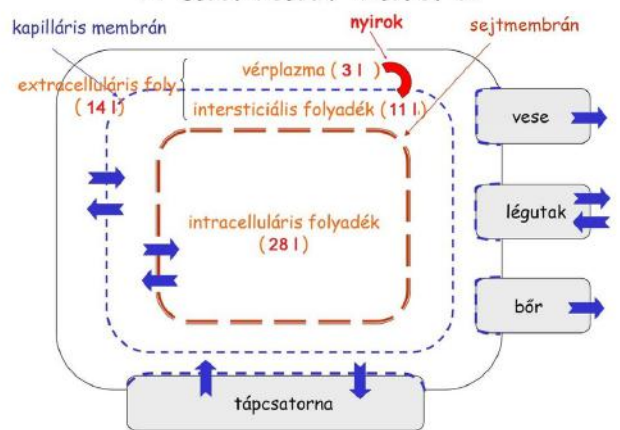 kapilláris membrán
nyirok
sejtmembrán
vérplazma ( 3 l )
extracelluláris foly.
( 14 l )
intersticiális folyadék ( 11 l )
vese
légutak
intracelluláris folyadék
( 28 l )
bőr
tápcsatorna